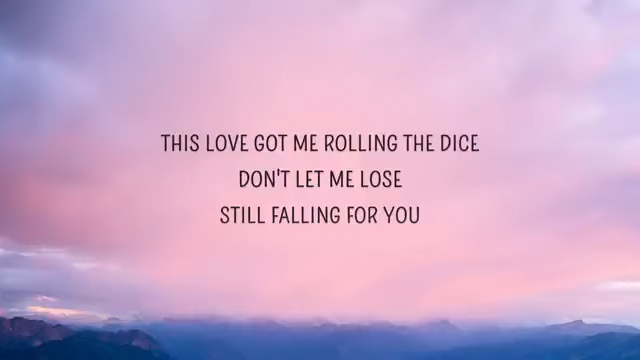 THIS LOVE GOT ME ROLLING THE DICE
DON'T LET ME LOSE
STILL FALLING FOR YOU